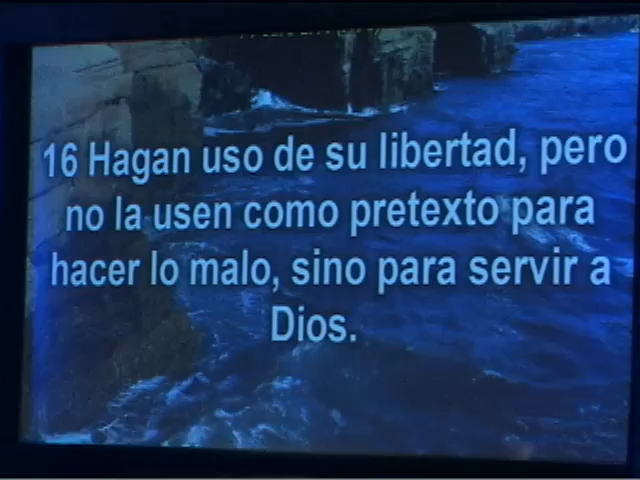 16 Hagan uso de su libertad, pero
no la usen como pretexto para
hacer lo malo, sino para servir a
Dios.